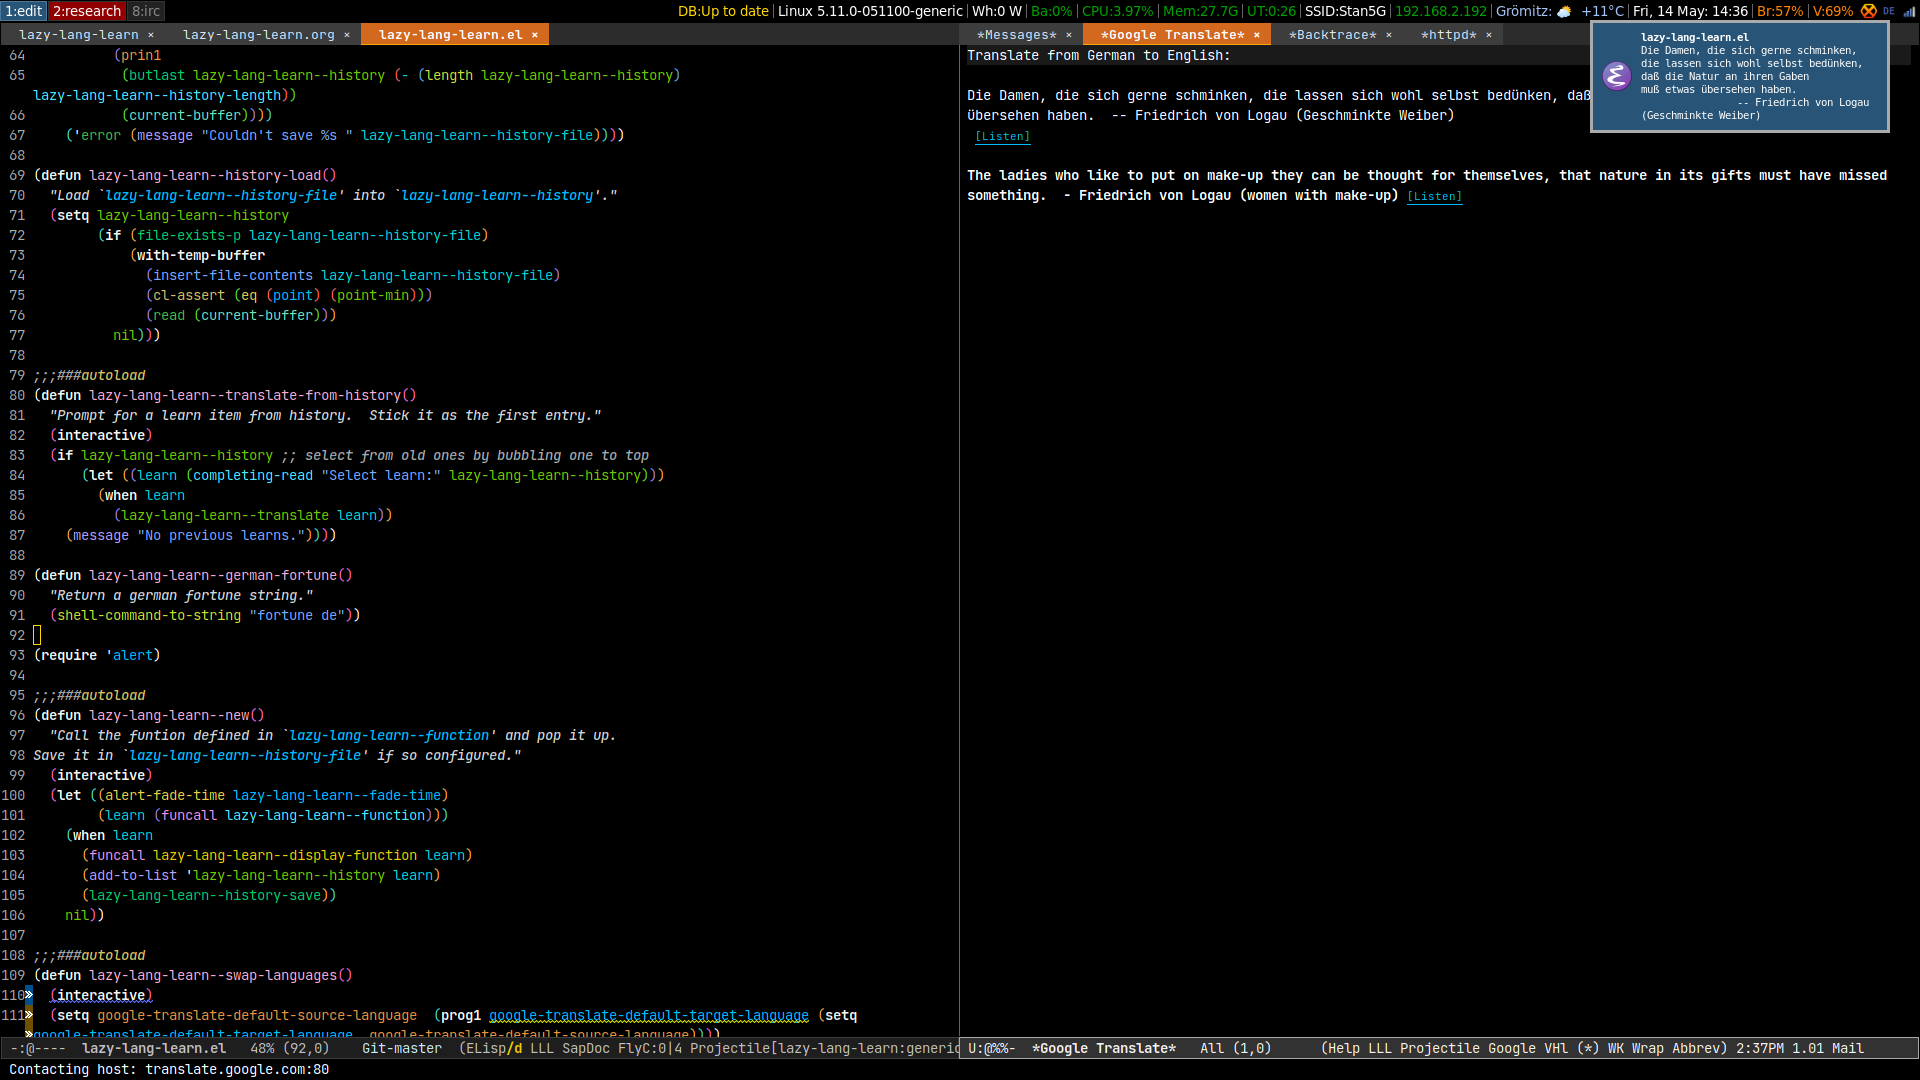 1:edit 2:research 8:irc
DB:Up to date Linux 5.11.0-051100-generic Wh:0 W Ba:0% CPU:3.97% Mem:27.7G UT:0:26 SSID:Stan5G 192.168.2.192 Grömitz: +11°C Fri, 14 May: 14:36 Br:57% V:69% DE
lazy-lang-learn × lazy-lang-learn.org × lazy-lang-learn.el ×
64 (prin1
65 (butlast lazy-lang-learn--history (- (length lazy-lang-learn--history)
lazy-lang-learn--history-length))
66 (current-buffer))))
67 ('error (message "Couldn't save %s " lazy-lang-learn--history-file))))
68
69 (defun lazy-lang-learn--history-load()
70 "Load `lazy-lang-learn--history-file' into `lazy-lang-learn--history'."
71 (setq lazy-lang-learn--history
72 (if (file-exists-p lazy-lang-learn--history-file)
73 (with-temp-buffer
74 (insert-file-contents lazy-lang-learn--history-file)
75 (cl-assert (eq (point) (point-min)))
76 (read (current-buffer)))
77 nil)))
78
79 ;;;###autoload
80 (defun lazy-lang-learn--translate-from-history()
81 "Prompt for a learn item from history.  Stick it as the first entry."
82 (interactive)
83 (if lazy-lang-learn--history ;; select from old ones by bubbling one to top
84 (let ((learn (completing-read "Select learn:" lazy-lang-learn--history)))
85 (when learn
86 (lazy-lang-learn--translate learn))
87 (message "No previous learns."))))
88
89 (defun lazy-lang-learn--german-fortune()
90 "Return a german fortune string."
91 (shell-command-to-string "fortune de"))
92
93 (require 'alert)
94
95 ;;;###autoload
96 (defun lazy-lang-learn--new()
97 "Call the funtion defined in `lazy-lang-learn--function' and pop it up.
98 Save it in `lazy-lang-learn--history-file' if so configured."
99 (interactive)
100 (let ((alert-fade-time lazy-lang-learn--fade-time)
101 (learn (funcall lazy-lang-learn--function)))
102 (when learn
103 (funcall lazy-lang-learn--display-function learn)
104 (add-to-list 'lazy-lang-learn--history learn)
105 (lazy-lang-learn--history-save))
106 nil))
107
108 ;;;###autoload
109 (defun lazy-lang-learn--swap-languages()
110» (interactive)
111» (setq google-translate-default-source-language  (prog1 google-translate-default-target-language (setq
»google-translate-default-target-language  google-translate-default-source-language))))
-:@---- lazy-lang-learn.el 48% (92,0) Git-master (ELisp/d LLL SapDoc FlyC:0|4 Projectile[lazy-lang-learn:generic
Contacting host: translate.google.com:80
*Messages* × *Google Translate* × *Backtrace* × *httpd* ×
Translate from German to English:
Die Damen, die sich gerne schminken, die lassen sich wohl selbst bedünken, daß
übersehen haben.  -- Friedrich von Logau (Geschminkte Weiber)
[Listen]
The ladies who like to put on make-up they can be thought for themselves, that nature in its gifts must have missed
something.  - Friedrich von Logau (women with make-up) [Listen]
lazy-lang-learn.el
Die Damen, die sich gerne schminken,
die lassen sich wohl selbst bedünken,
daß die Natur an ihren Gaben
muß etwas übersehen haben.
-- Friedrich von Logau
(Geschminkte Weiber)
U:@%%- *Google Translate* All (1,0) (Help LLL Projectile Google VHl (*) WK Wrap Abbrev) 2:37PM 1.01 Mail